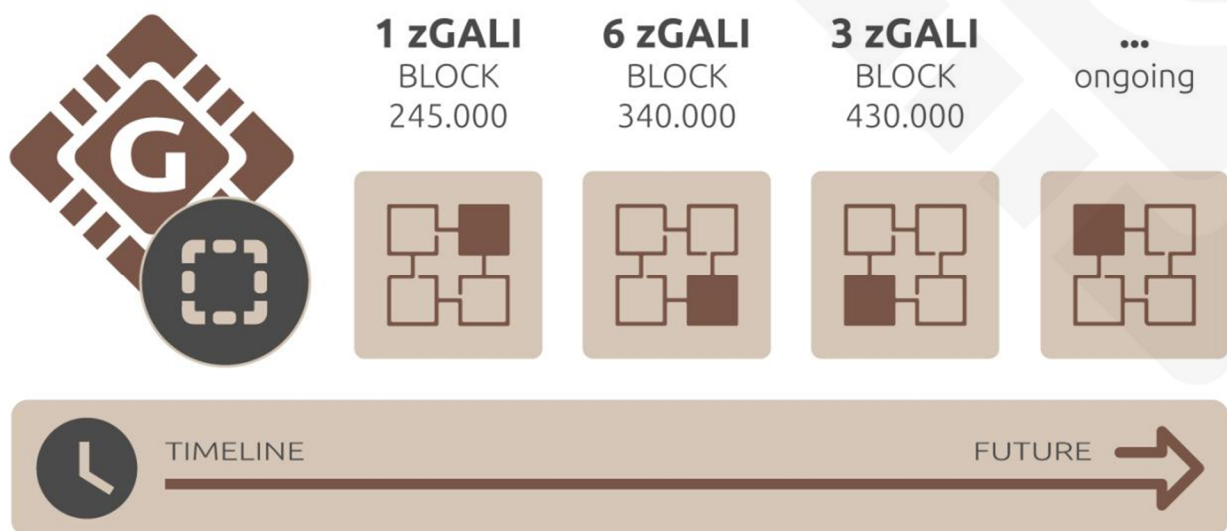 1 zGALI
BLOCK
245.000
6 zGALI
BLOCK
340.000
3 zGALI
BLOCK
430.000
...
ongoing
G
TIMELINE
FUTURE